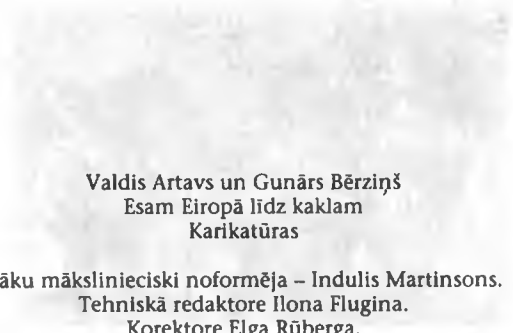 Valdis Artavs un Gunārs Bērziņš
Esam Eiropā līdz kaklam
Karikatūras
mākslinieciski noformēja – Indulis Martinsons.
Tehniskā redaktore Ilona Flugina.
Korektore Elga Rūberga.